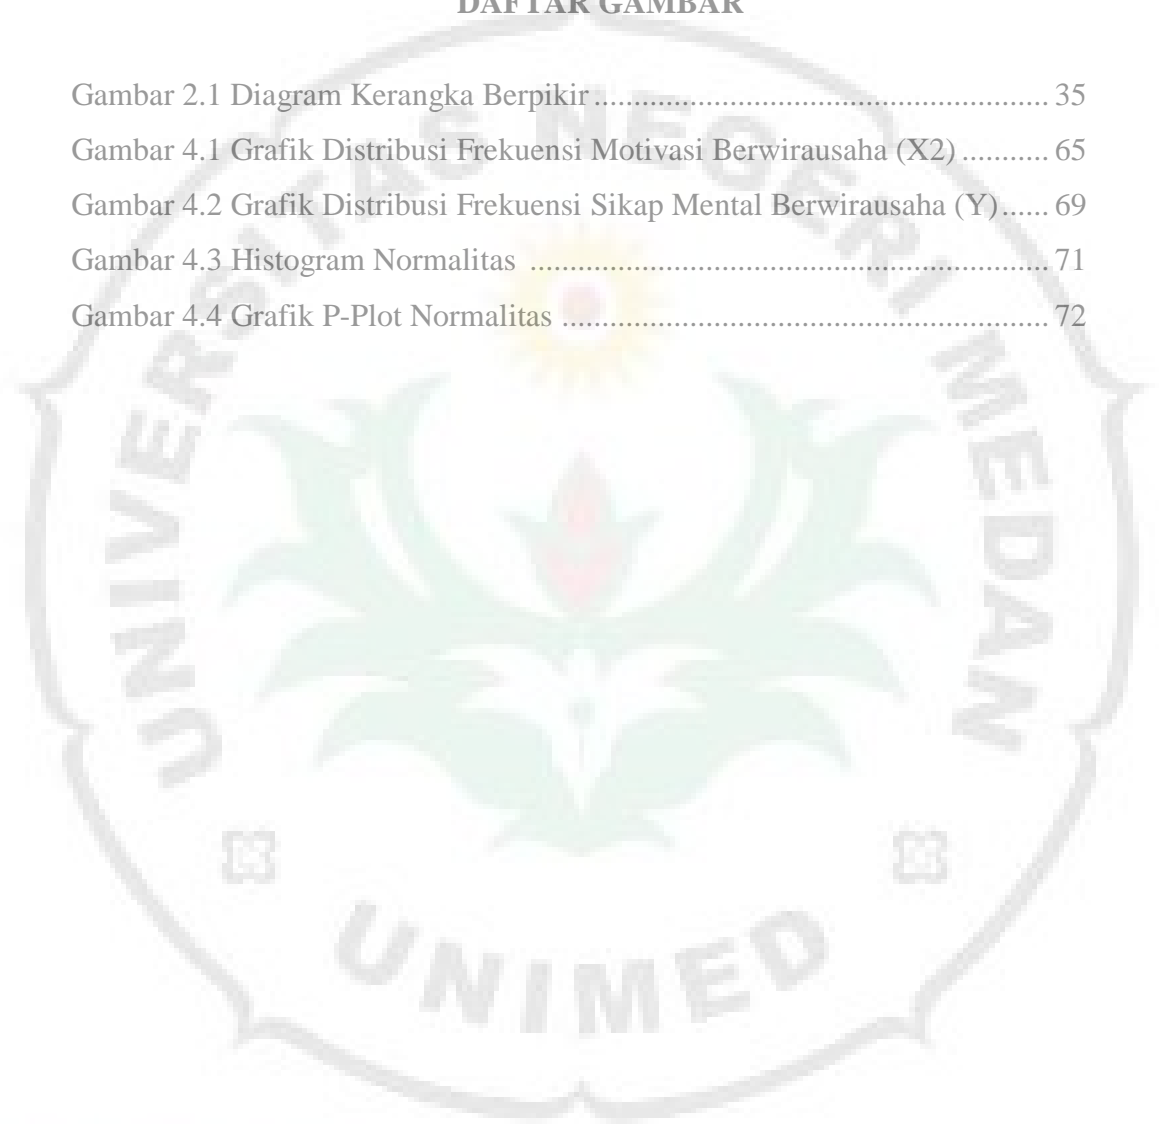 DAFTAR GAMBAR
Gambar 2.1 Diagram Kerangka Berpikir ......................................................... 35
Gambar 4.1 Grafik Distribusi Frekuensi Motivasi Berwirausaha (X2) ........... 65
Gambar 4.2 Grafik Distribusi Frekuensi Sikap Mental Berwirausaha (Y)...... 69
Gambar 4.3 Histogram Normalitas ................................................................. 71
Gambar 4.4 Grafik P-Plot Normalitas ............................................................. 72
UNIVERSITAS NEGERI MEDAN
UNIMED